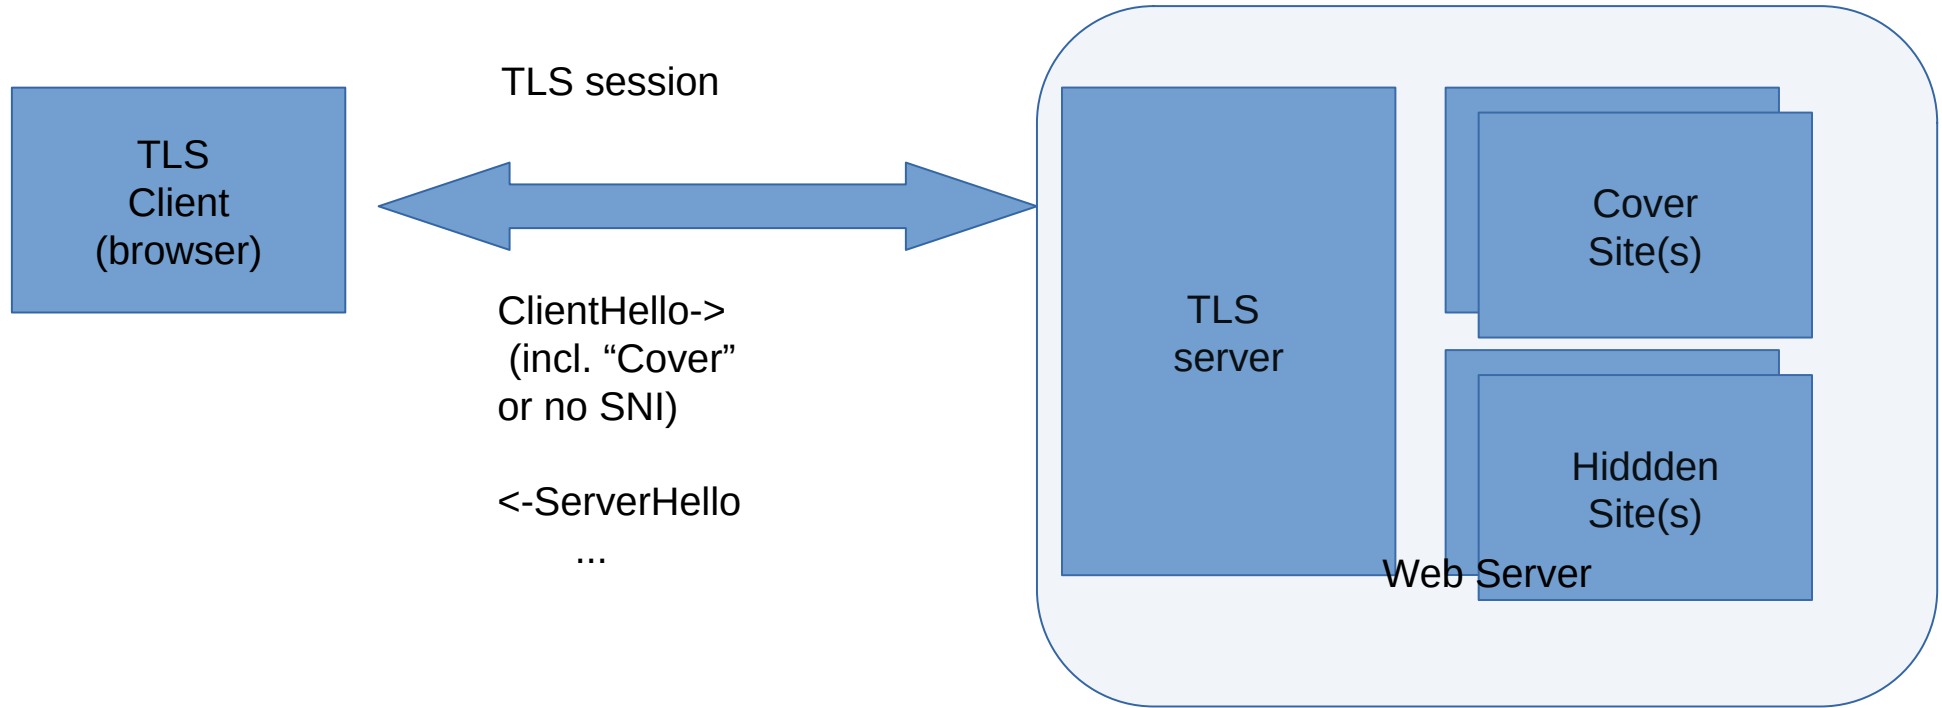 TLS session
TLS
Client
(browser)
ClientHello->
(incl. “Cover”
or no SNI)
<-ServerHello
...
TLS
server
Cover
Site(s)
Hiddden
Site(s)
Web Server